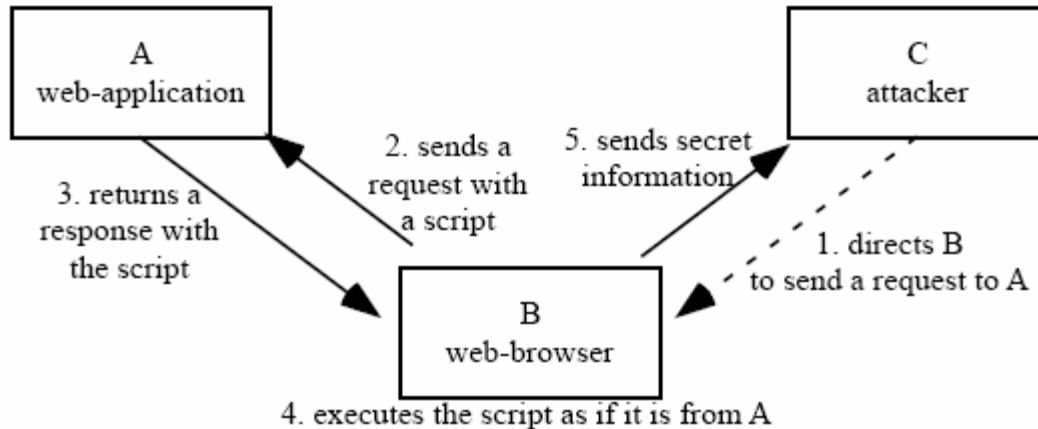 A
web-application
C
attacker
2. sends a
request with
a script
5. sends secret
information
3. returns a
response with
the script
1. directs B
to send a request to A
B
web-browser
4. executes the script as if it is from A